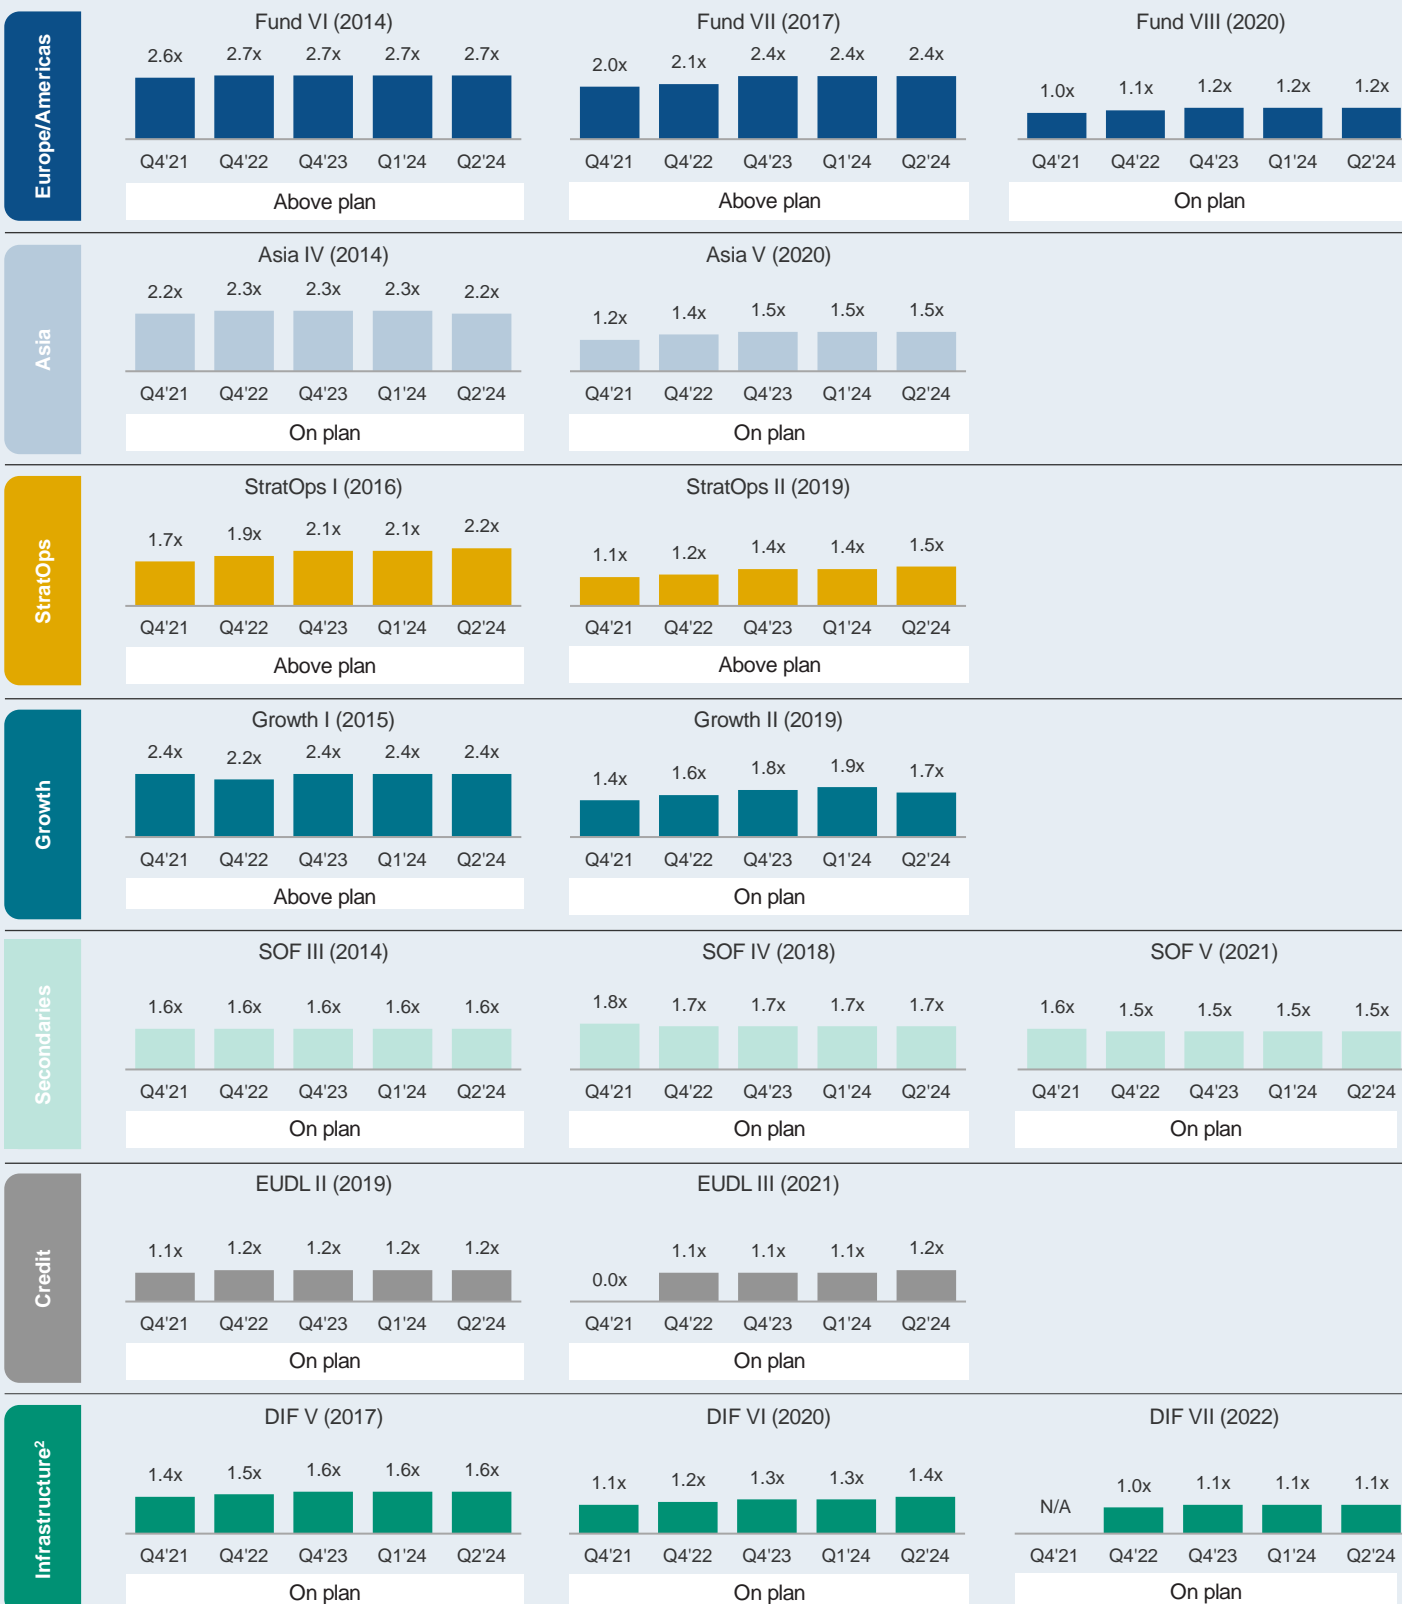 Europe/Americas
Fund VI (2014)
2.6x 2.7x 2.7x 2.7x 2.7x
Q4'21 Q4'22 Q4'23 Q1'24 Q2'24
Above plan
Fund VII (2017)
2.0x 2.1x 2.4x 2.4x 2.4x
Q4'21 Q4'22 Q4'23 Q1'24 Q2'24
Above plan
Fund VIII (2020)
1.0x 1.1x 1.2x 1.2x 1.2x
Q4'21 Q4'22 Q4'23 Q1'24 Q2'24
On plan
Asia
Asia IV (2014)
2.2x 2.3x 2.3x 2.3x 2.2x
Q4'21 Q4'22 Q4'23 Q1'24 Q2'24
On plan
Asia V (2020)
1.2x 1.4x 1.5x 1.5x 1.5x
Q4'21 Q4'22 Q4'23 Q1'24 Q2'24
On plan
StratOps
StratOps I (2016)
1.7x 1.9x 2.1x 2.1x 2.2x
Q4'21 Q4'22 Q4'23 Q1'24 Q2'24
Above plan
StratOps II (2019)
1.1x 1.2x 1.4x 1.4x 1.5x
Q4'21 Q4'22 Q4'23 Q1'24 Q2'24
Above plan
Growth
Growth I (2015)
2.4x 2.2x 2.4x 2.4x 2.4x
Q4'21 Q4'22 Q4'23 Q1'24 Q2'24
Above plan
Growth II (2019)
1.4x 1.6x 1.8x 1.9x 1.7x
Q4'21 Q4'22 Q4'23 Q1'24 Q2'24
On plan
Secondaries
SOF III (2014)
1.6x 1.6x 1.6x 1.6x 1.6x
Q4'21 Q4'22 Q4'23 Q1'24 Q2'24
On plan
SOF IV (2018)
1.8x 1.7x 1.7x 1.7x 1.7x
Q4'21 Q4'22 Q4'23 Q1'24 Q2'24
On plan
SOF V (2021)
1.6x 1.5x 1.5x 1.5x 1.5x
Q4'21 Q4'22 Q4'23 Q1'24 Q2'24
On plan
Credit
EUDL II (2019)
1.1x 1.2x 1.2x 1.2x 1.2x
Q4'21 Q4'22 Q4'23 Q1'24 Q2'24
On plan
EUDL III (2021)
0.0x 1.1x 1.1x 1.1x 1.2x
Q4'21 Q4'22 Q4'23 Q1'24 Q2'24
On plan
Infrastructure²
DIF V (2017)
1.4x 1.5x 1.6x 1.6x 1.6x
Q4'21 Q4'22 Q4'23 Q1'24 Q2'24
On plan
DIF VI (2020)
1.1x 1.2x 1.3x 1.3x 1.4x
Q4'21 Q4'22 Q4'23 Q1'24 Q2'24
On plan
DIF VII (2022)
N/A 1.0x 1.1x 1.1x 1.1x
Q4'21 Q4'22 Q4'23 Q1'24 Q2'24
On plan